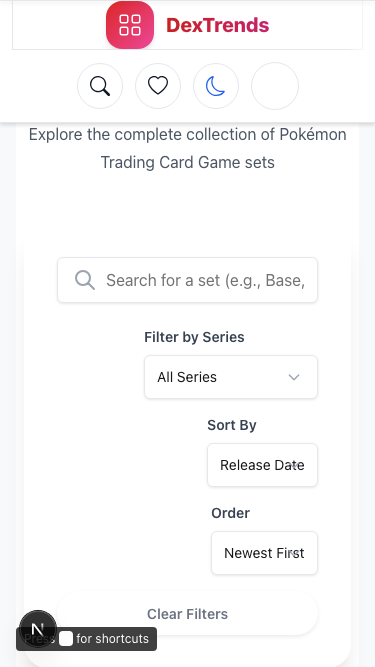 DexTrends
Explore the complete collection of Pokémon
Trading Card Game sets
Search for a set (e.g., Base,
Filter by Series
All Series
Sort By
Release Date
Order
Newest First
Clear Filters
N
Press for shortcuts